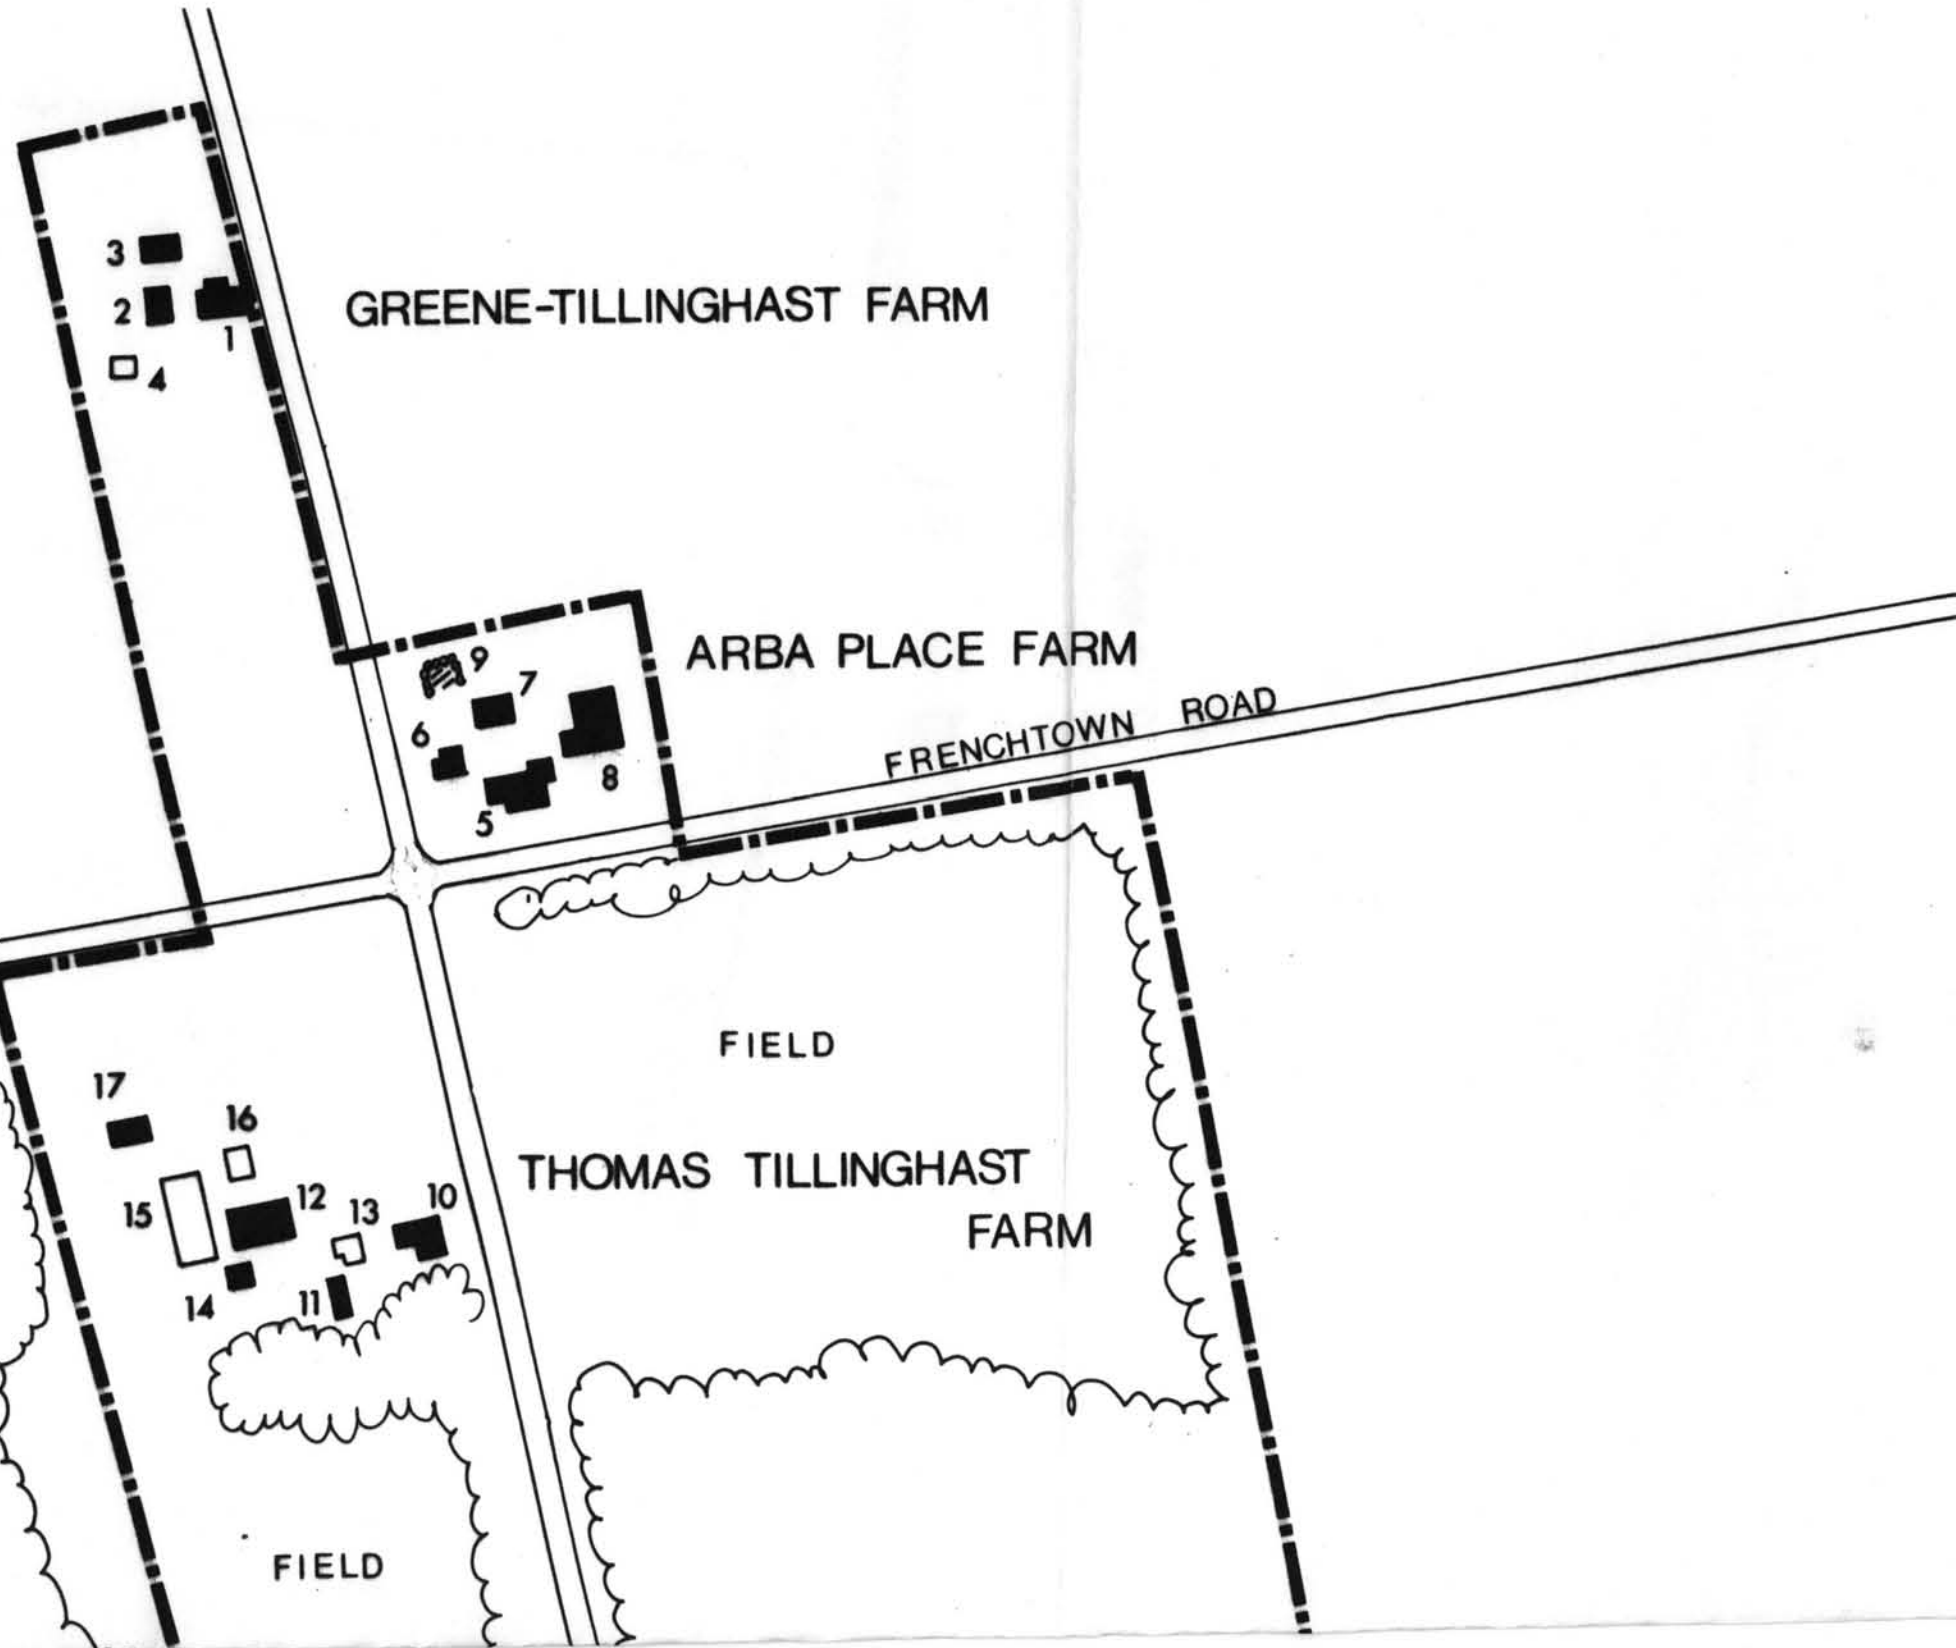 3
GREENE-TILLINGHAST FARM
2
1
4
ARBA PLACE FARM
9
7
FRENCHTOWN ROAD
6
8
5
FIELD
17
16
THOMAS TILLINGHAST
FARM
15
12
13
10
14
11
FIELD